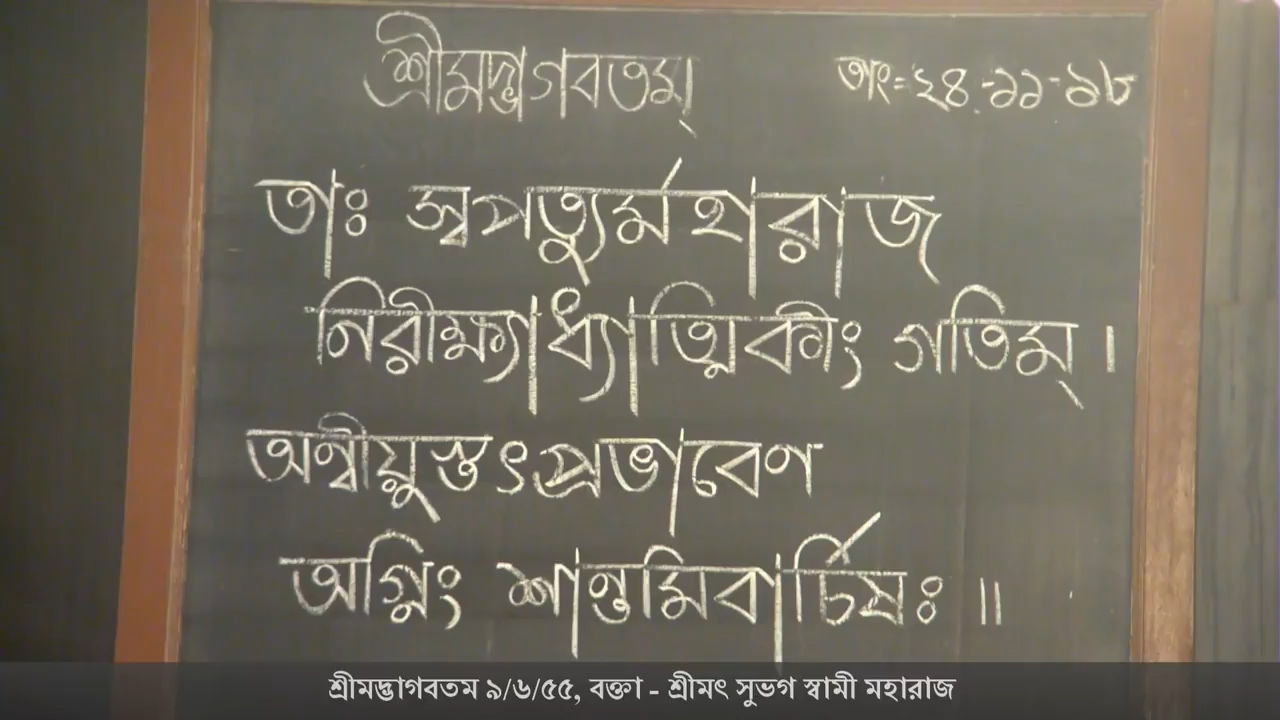 শ্রীমদ্ভাগবতম্
তাং=২৪-১১-১৮
তাঃ স্বপত্যুর্মহারাজ
নিরীক্ষ্যাধ্যাত্মিকীং গতিম্ ।
অন্বীয়ুস্তৎপ্রভাবেণ
অগ্নিং শান্তমিবার্চিষঃ ॥
শ্রীমদ্ভাগবতম ৯/৬/৫৫, বক্তা - শ্রীমৎ সুভগ স্বামী মহারাজ